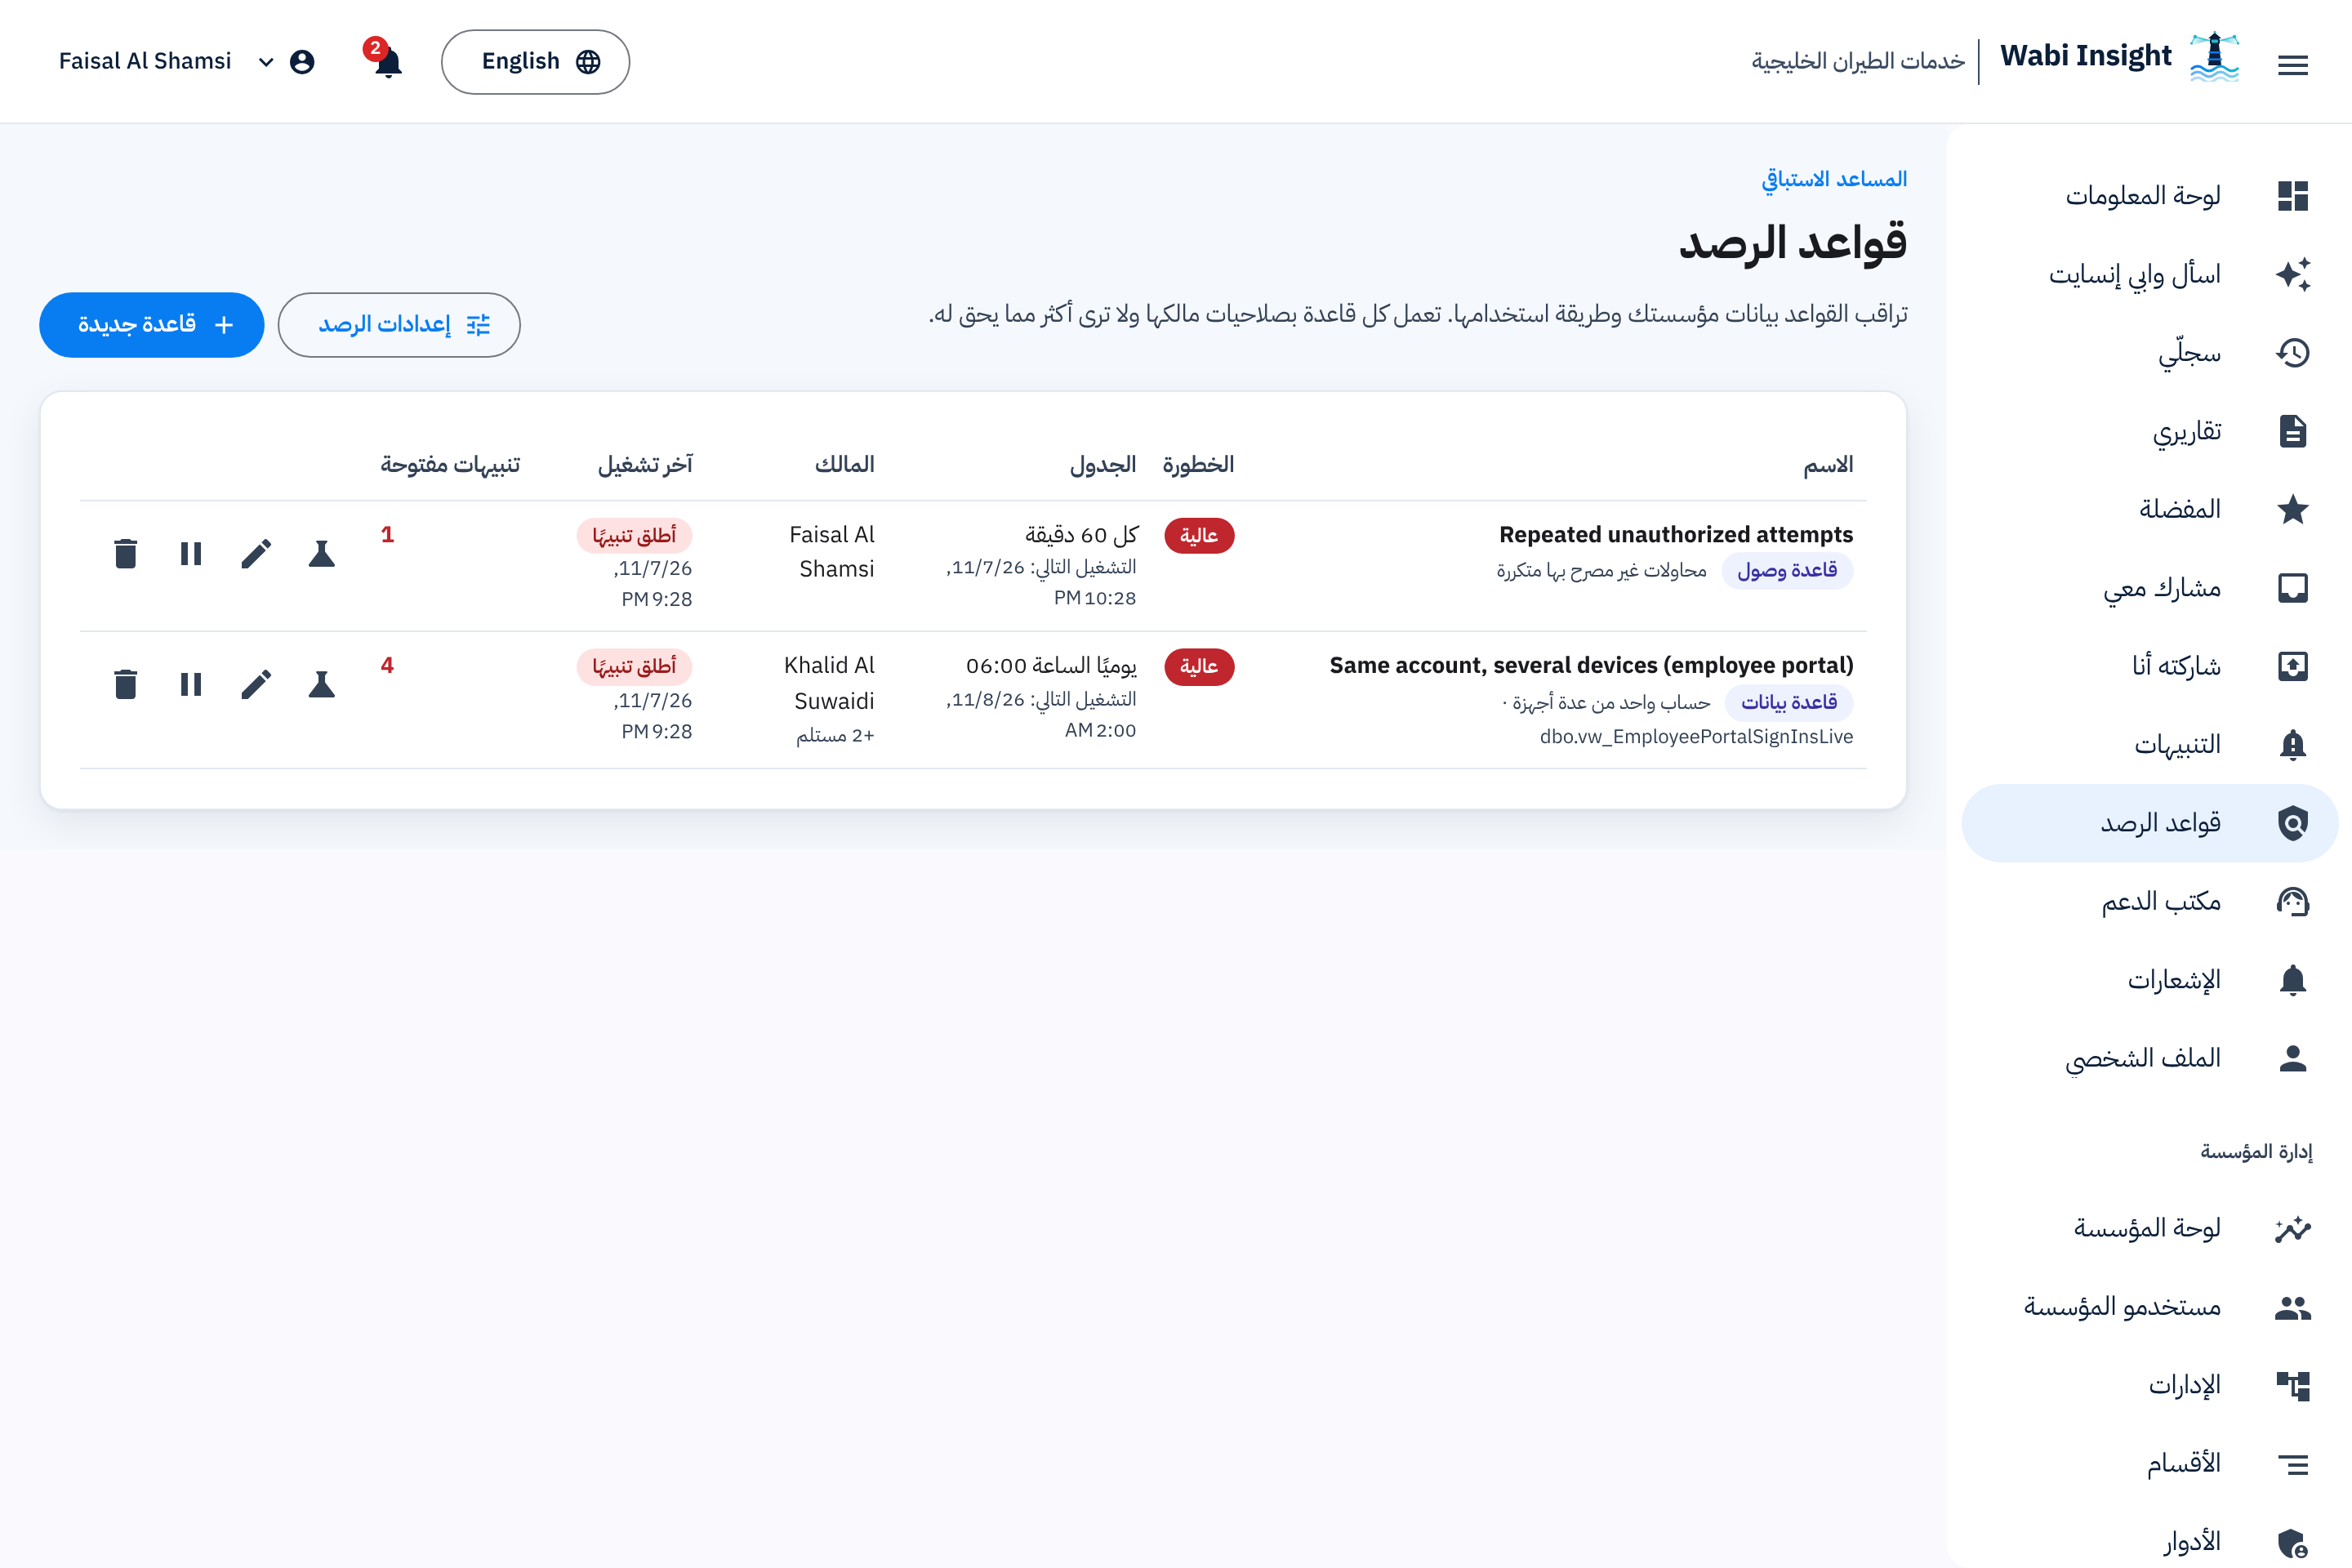 Wabi Insight
خدمات الطيران الخليجية
English
2
Faisal Al Shamsi
لوحة المعلومات
اسأل وابي إنسايت
سجلّي
تقاريري
المفضلة
مشارك معي
شاركته أنا
التنبيهات
قواعد الرصد
مكتب الدعم
الإشعارات
الملف الشخصي
إدارة المؤسسة
لوحة المؤسسة
مستخدمو المؤسسة
الإدارات
الأقسام
الأدوار
المساعد الاستباقي
قواعد الرصد
تراقب القواعد بيانات مؤسستك وطريقة استخدامها. تعمل كل قاعدة بصلاحيات مالكها ولا ترى أكثر مما يحق له.
إعدادات الرصد
قاعدة جديدة
الاسم الخطورة الجدول المالك آخر تشغيل تنبيهات مفتوحة
Repeated unauthorized attempts
قاعدة وصول محاولات غير مصرح بها متكررة
عالية
كل 60 دقيقة
التشغيل التالي: 11/7/26,
10:28 PM
Faisal Al
Shamsi
أطلق تنبيهًا
11/7/26,
9:28 PM
1
Same account, several devices (employee portal)
قاعدة بيانات حساب واحد من عدة أجهزة ·
dbo.vw_EmployeePortalSignInsLive
عالية
يوميًا الساعة 06:00
التشغيل التالي: 11/8/26,
2:00 AM
Khalid Al
Suwaidi
+2 مستلم
أطلق تنبيهًا
11/7/26,
9:28 PM
4